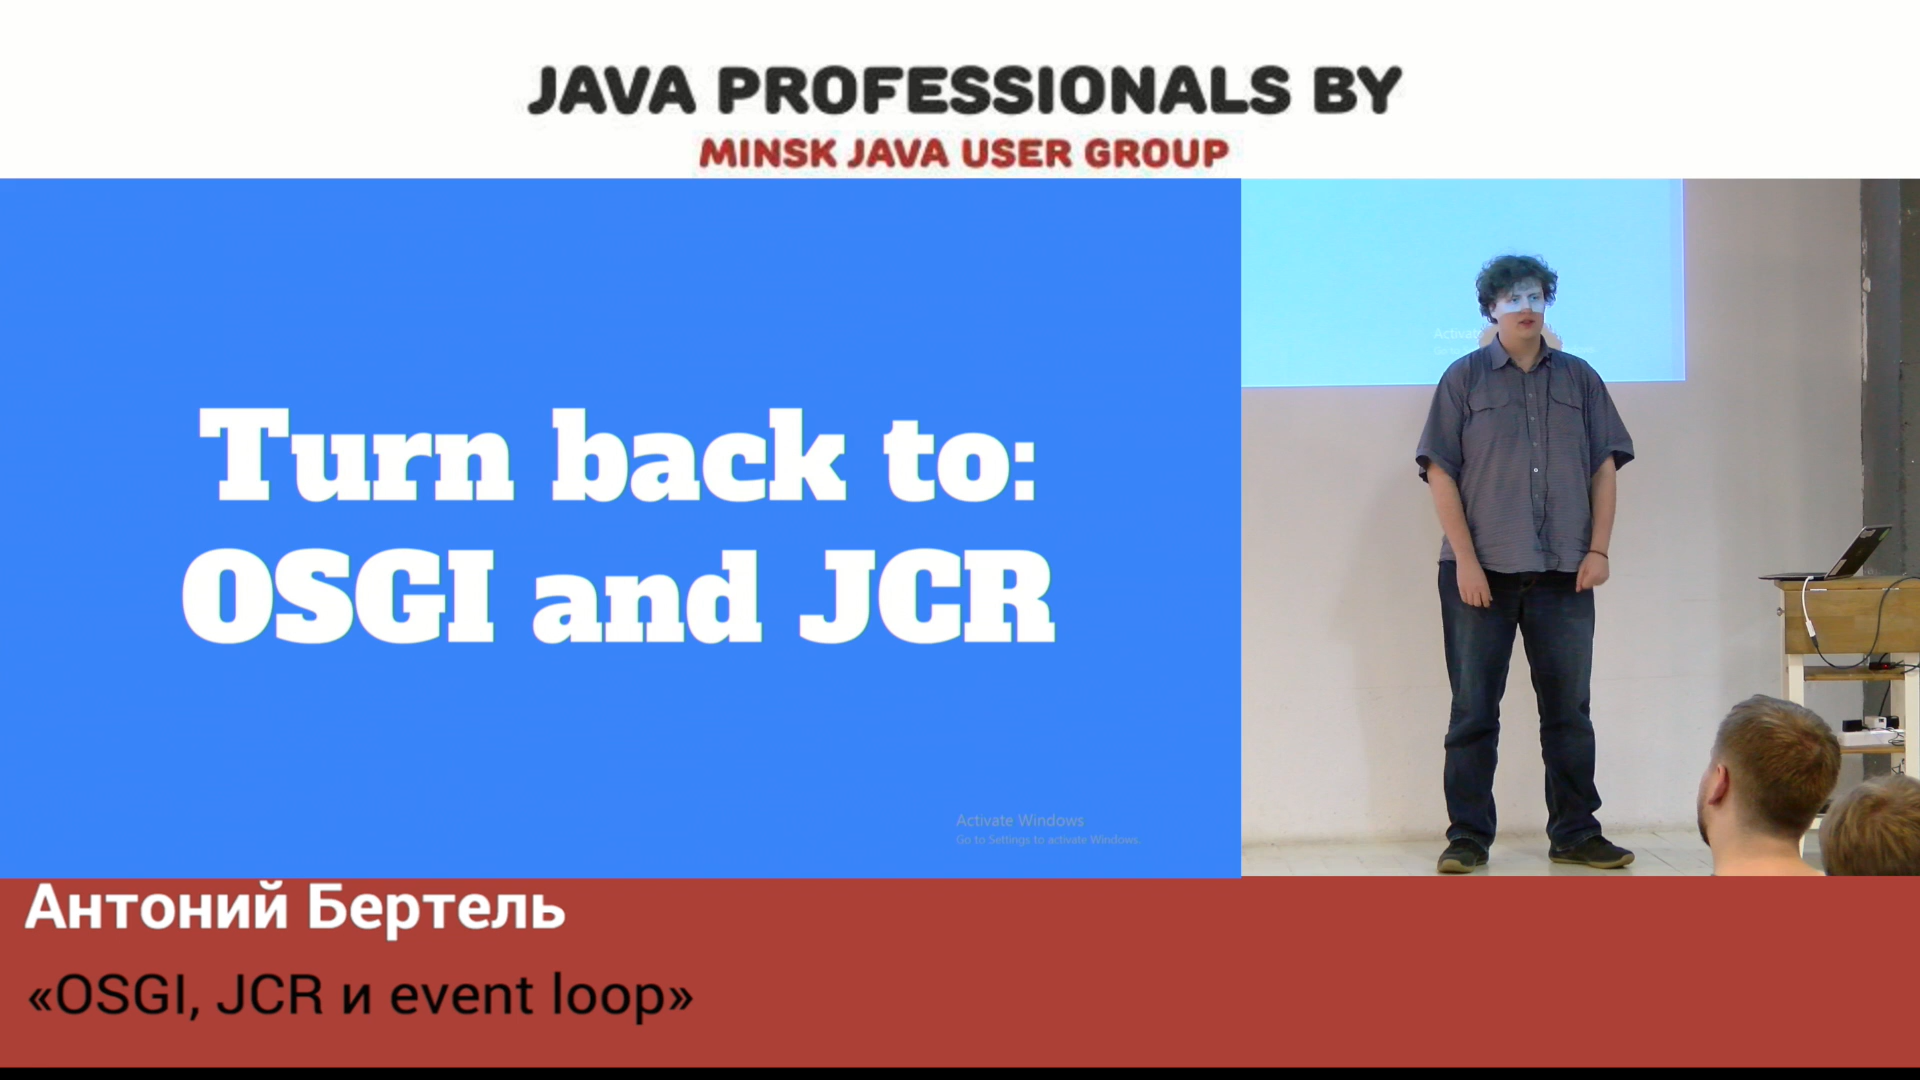 JAVA PROFESSIONALS BY
MINSK JAVA USER GROUP
Turn back to:
OSGI and JCR
Activate Windows
Go to Settings to activate Windows.
Activate
Антоний Бертель
«OSGI, JCR и event loop»